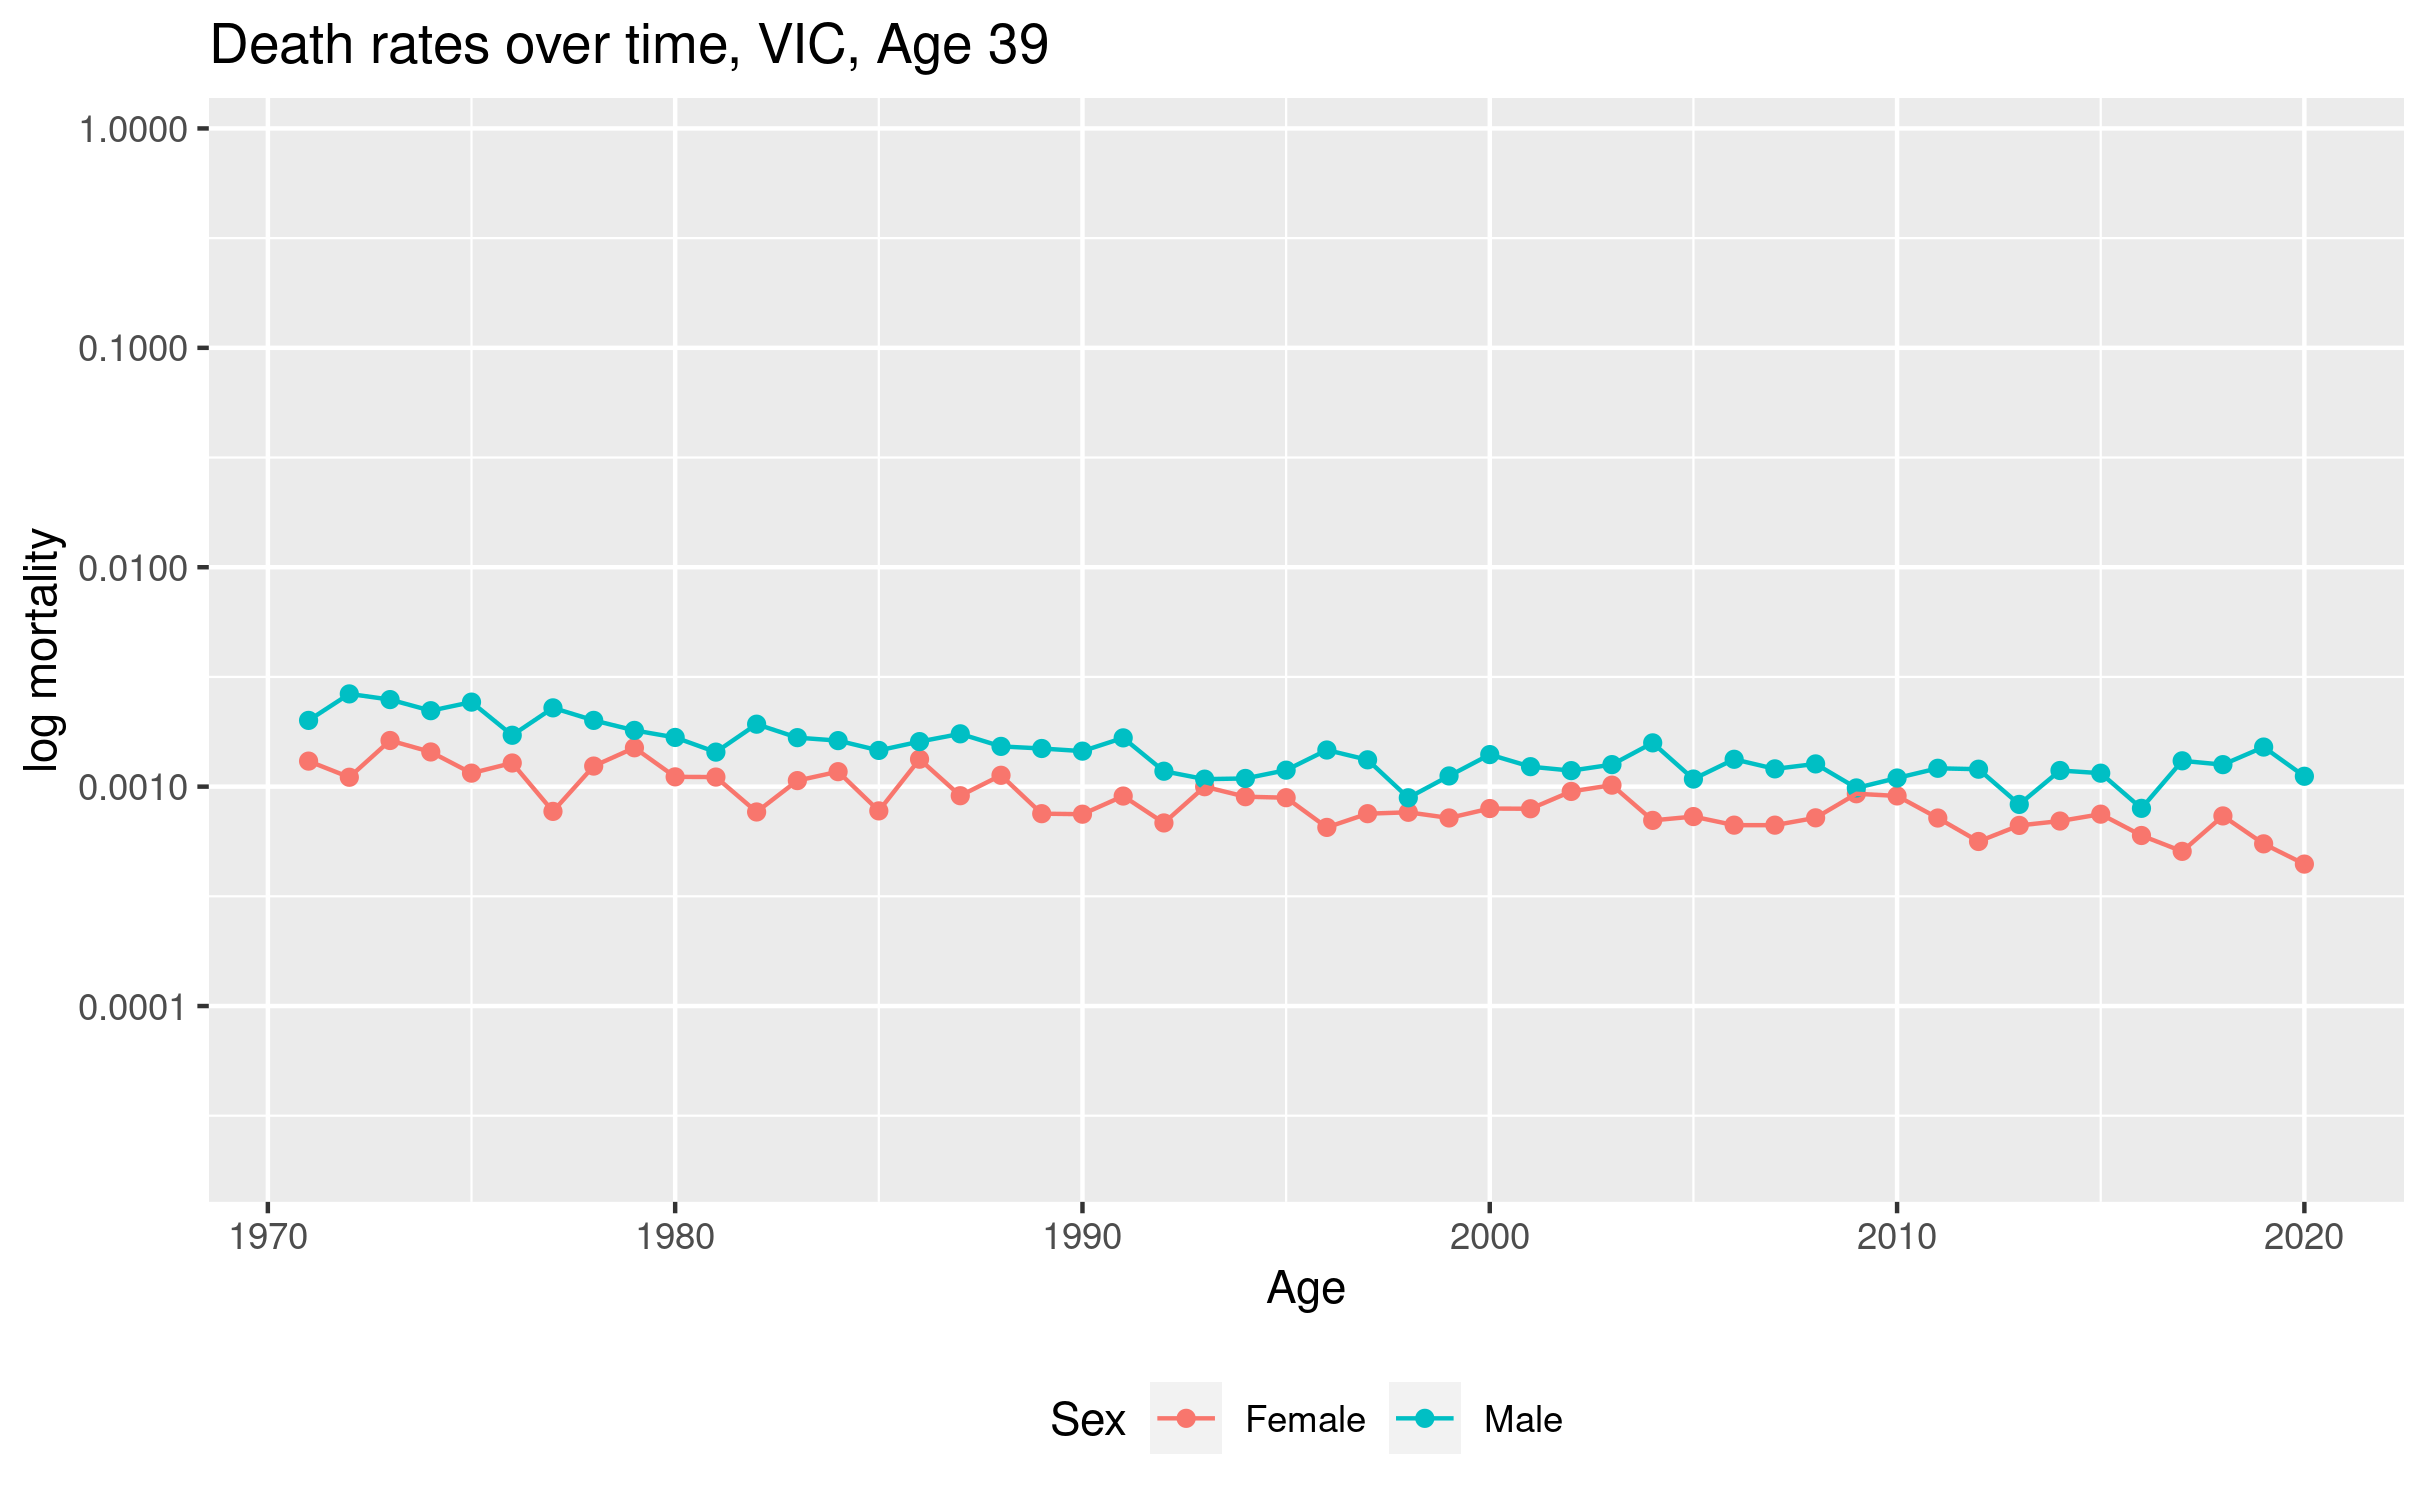 Death rates over time, VIC, Age 39
log mortality
1.0000
0.1000
0.0100
0.0010
0.0001
1970 1980 1990 2000 2010 2020
Age
Sex Female Male